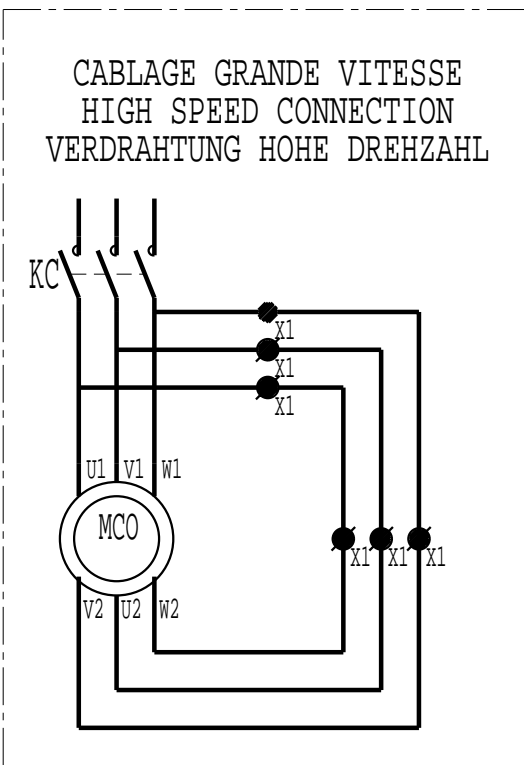 CABLAGE GRANDE VITESSE
HIGH SPEED CONNECTION
VERDRAHTUNG HOHE DREHZAHL
KC
X1
X1
X1
U1 V1 W1
MCO
X1 X1 X1
V2 U2 W2